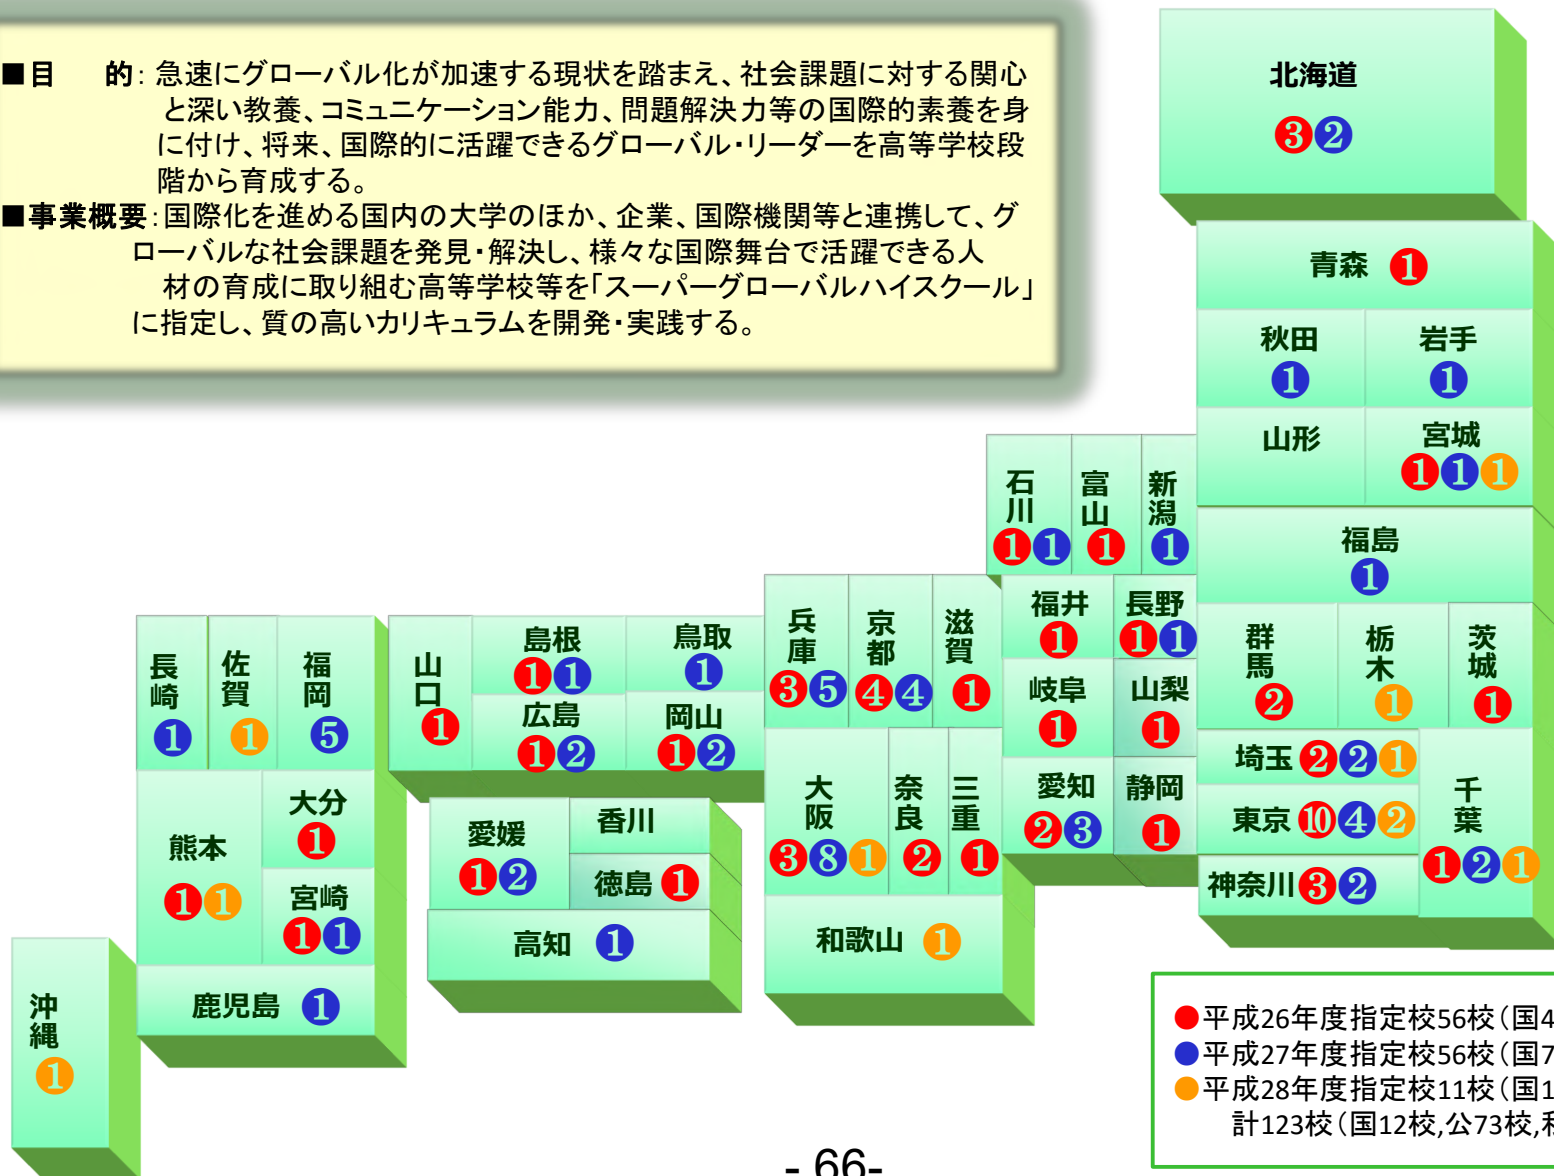 ■目　　的：急速にグローバル化が加速する現状を踏まえ、社会課題に対する関心
と深い教養、コミュニケーション能力、問題解決力等の国際的素養を身
に付け、将来、国際的に活躍できるグローバル・リーダーを高等学校段
階から育成する。
■事業概要：国際化を進める国内の大学のほか、企業、国際機関等と連携して、グ
ローバルな社会課題を発見・解決し、様々な国際舞台で活躍できる人
材の育成に取り組む高等学校等を「スーパーグローバルハイスクール」
に指定し、質の高いカリキュラムを開発・実践する。
北海道
3 2
青森 1
秋田
1
岩手
1
山形
宮城
1 1 1
石川
1 1
富山
1
新潟
1
福島
1
福井
1
長野
1 1
群馬
2
栃木
1
茨城
1
岐阜
1
山梨
1
埼玉 2 2 1
東京 10 4 2
神奈川 3 2
千葉
1 2 1
愛知
2 3
静岡
1
兵庫
3 5
京都
4 4
滋賀
1
大阪
3 8 1
奈良
2
三重
1
和歌山 1
島根
1 1
鳥取
1
広島
1 2
岡山
1 2
山口
1
愛媛
1 2
香川
徳島 1
高知 1
長崎
1
佐賀
1
福岡
5
熊本
1 1
大分
1
宮崎
1 1
鹿児島 1
沖縄
1
●平成26年度指定校56校（国4
●平成27年度指定校56校（国7
●平成28年度指定校11校（国1
計123校（国12校,公73校,
- 66-